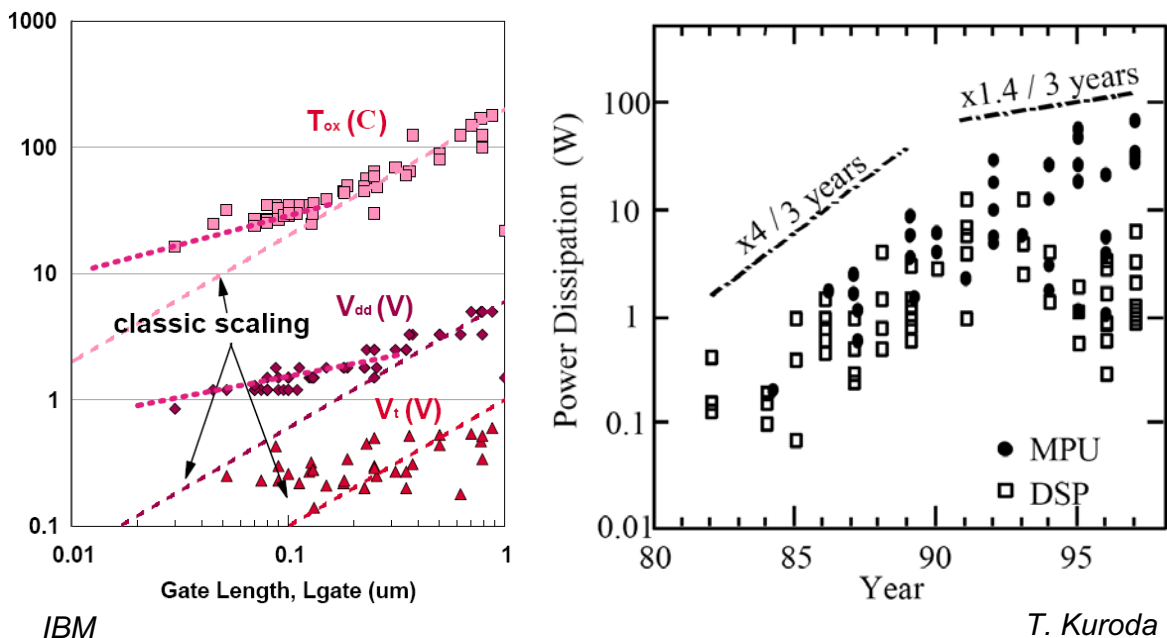 1000
100
10
1
0.1
0.01
0.1
1
Tox (C)
Vdd (V)
classic scaling
Vt (V)
Gate Length, Lgate (um)
IBM
Power Dissipation (W)
100
10
1
0.1
0.01
x4 / 3 years
x1.4 / 3 years
MPU
DSP
80
85
90
95
Year
T. Kuroda